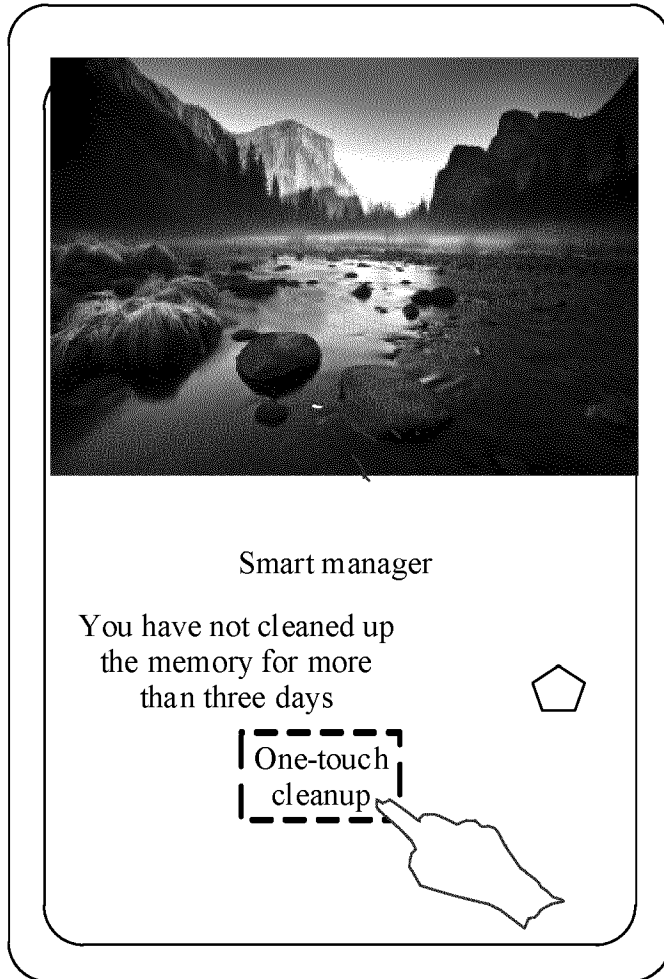 Smart manager
You have not cleaned up
the memory for more
than three days
One-touch
cleanup